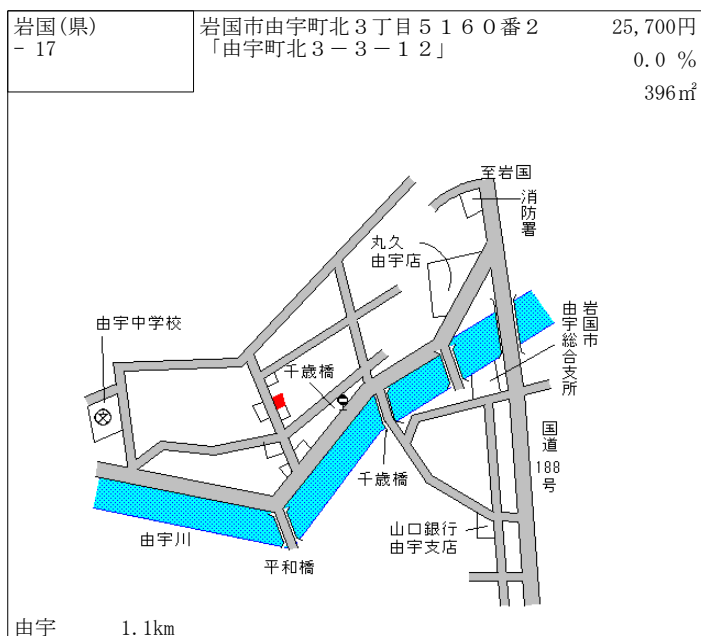 岩国(県)
- 17
岩国市由宇町北３丁目５１６０番２
「由宇町北３－３－１２」
25,700円
0.0 %
396㎡
至岩国
消防署
丸久
由宇店
岩国市
由宇総合支所
由宇中学校
千歳橋
国道
188
号
千歳橋
山口銀行
由宇支店
由宇川
平和橋
由宇 1.1km